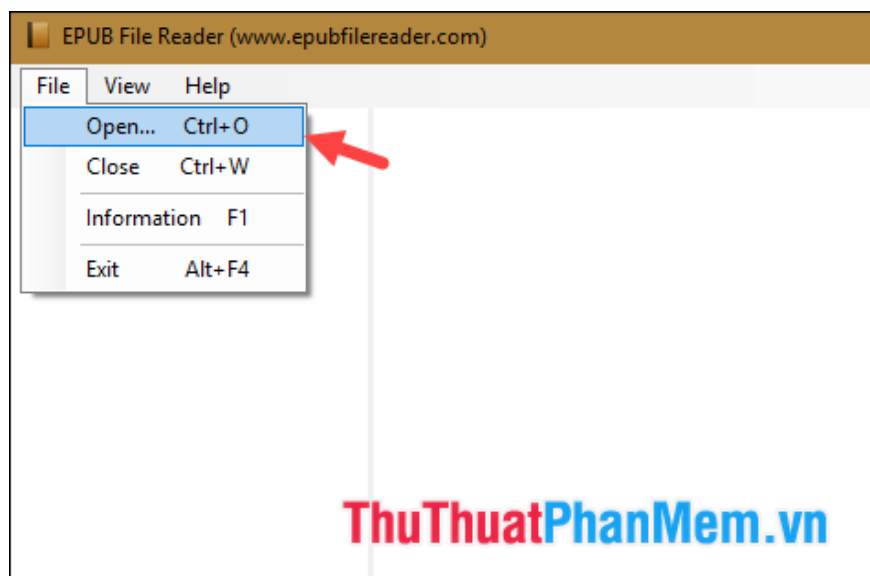 EPUB File Reader (www.epubfilereader.com)
File View Help
Open... Ctrl+O
Close Ctrl+W
Information F1
Exit Alt+F4
ThuThuatPhanMem.vn